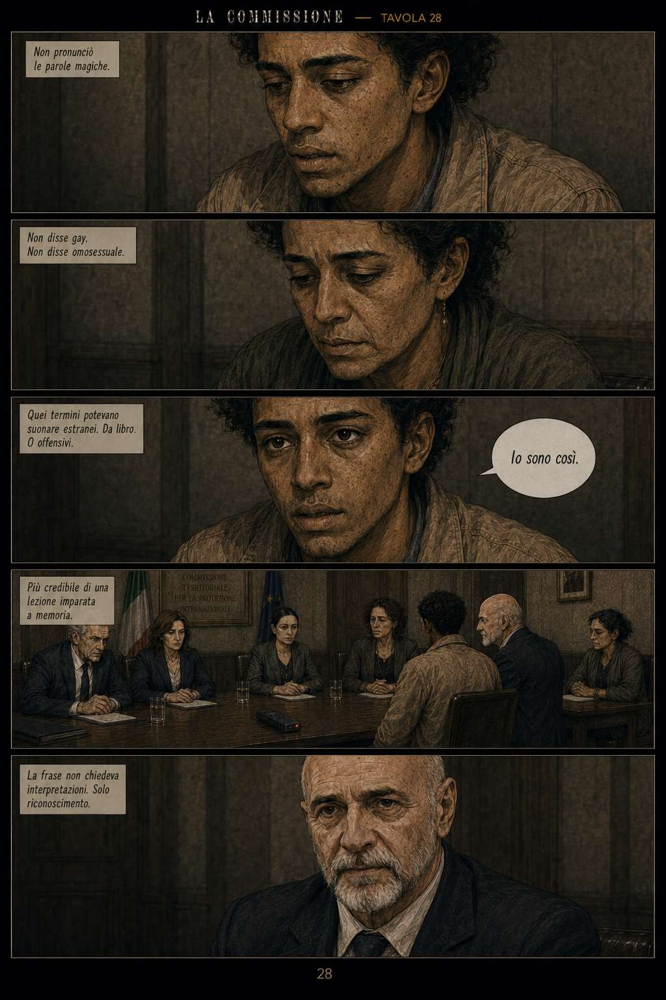 LA COMMISSIONE — TAVOLA 28
Non pronunciò
le parole magiche.
Non disse gay.
Non disse omosessuale.
Quei termini potevano
suonare estranei. Da libro.
O offensivi.
Io sono così.
Più credibile di una
lezione imparata
a memoria.
COMMISSIONE
TERRITORIALE
PER LA PROTEZIONE
INTERNAZIONALE
La frase non chiedeva
interpretazioni. Solo
riconoscimento.
28